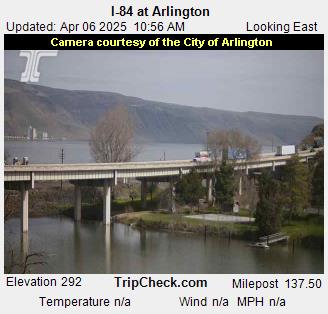 I-84 at Arlington
Updated: Apr 06 2025 10:56 AM Looking East
Camera courtesy of the City of Arlington
Elevation 292 TripCheck.com Milepost 137.50
Temperature n/a Wind n/a MPH n/a